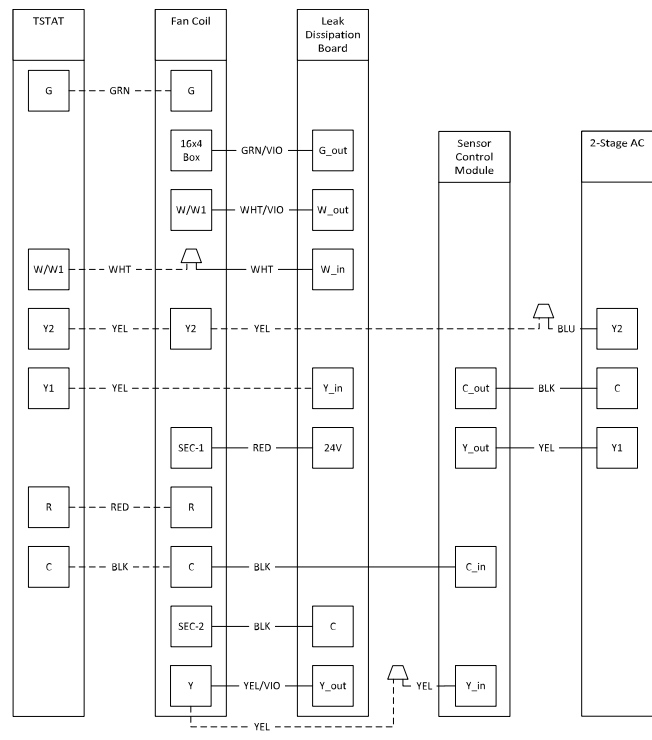 TSTAT
Fan Coil
Leak
Dissipation
Board
G
GRN
G
16x4
Box
GRN/VIO
G_out
Sensor
Control
Module
2-Stage AC
W/W1
WHT/VIO
W_out
W/W1
WHT
WHT
W_in
Y2
YEL
Y2
YEL
BLU
Y2
Y1
YEL
Y_in
C_out
BLK
C
SEC-1
RED
24V
Y_out
YEL
Y1
R
RED
R
C
BLK
C
BLK
C_in
SEC-2
BLK
C
Y
YEL/VIO
Y_out
YEL
Y_in
YEL